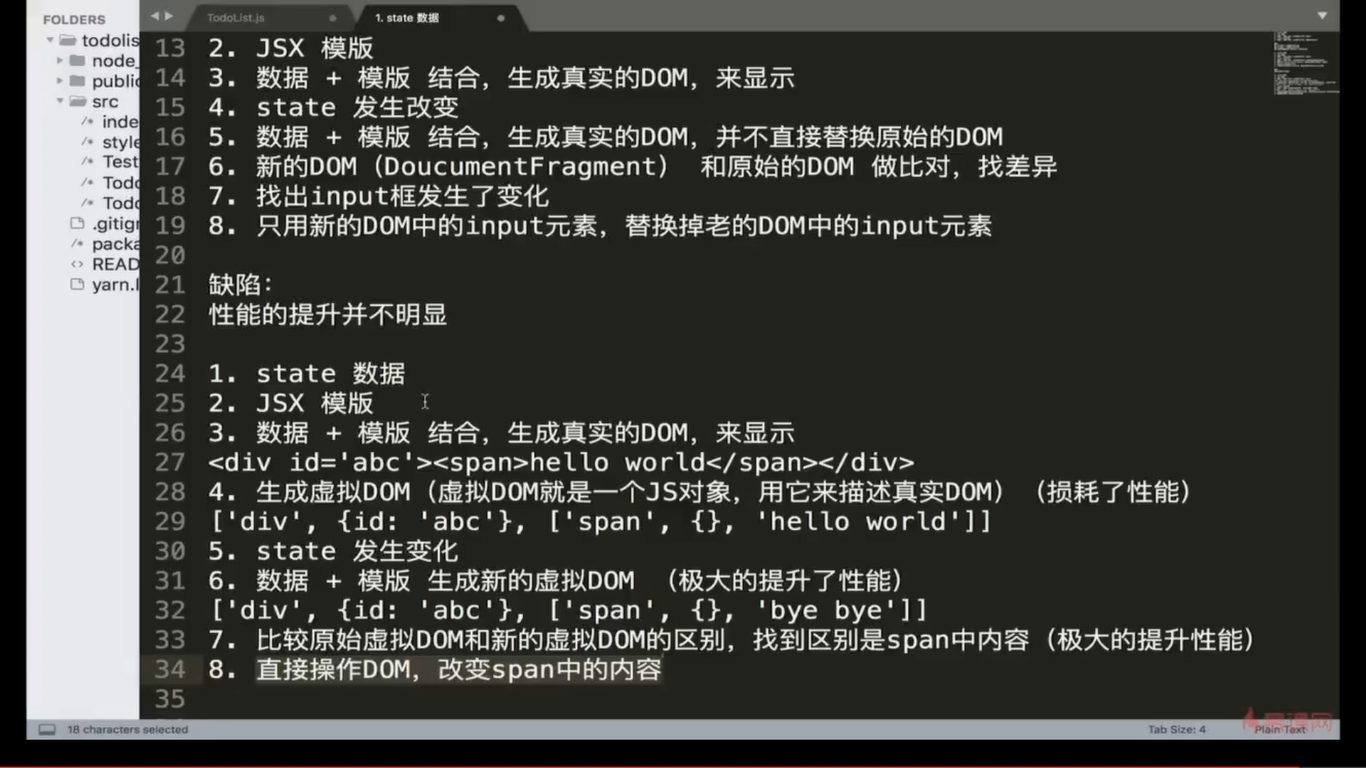 FOLDERS
TodoList.js
1. state 数据
todolis
node_
public
src
inde
style
Test
Todo
Todo
.gitigr
packa
READ
yarn.l
13 2. JSX 模版
14 3. 数据 + 模版 结合，生成真实的DOM，来显示
15 4. state 发生改变
16 5. 数据 + 模版 结合，生成真实的DOM，并不直接替换原始的DOM
17 6. 新的DOM（DoucumentFragment） 和原始的DOM 做比对，找差异
18 7. 找出input框发生了变化
19 8. 只用新的DOM中的input元素，替换掉老的DOM中的input元素
20
21 缺陷：
22 性能的提升并不明显
23
24 1. state 数据
25 2. JSX 模版
26 3. 数据 + 模版 结合，生成真实的DOM，来显示
27 <div id='abc'><span>hello world</span></div>
28 4. 生成虚拟DOM（虚拟DOM就是一个JS对象，用它来描述真实DOM）（损耗了性能）
29 ['div', {id: 'abc'}, ['span', {}, 'hello world']]
30 5. state 发生变化
31 6. 数据 + 模版 生成新的虚拟DOM （极大的提升了性能）
32 ['div', {id: 'abc'}, ['span', {}, 'bye bye']]
33 7. 比较原始虚拟DOM和新的虚拟DOM的区别，找到区别是span中内容（极大的提升性能）
34 8. 直接操作DOM，改变span中的内容
35
18 characters selected
Tab Size: 4
Plain Text
慕课网